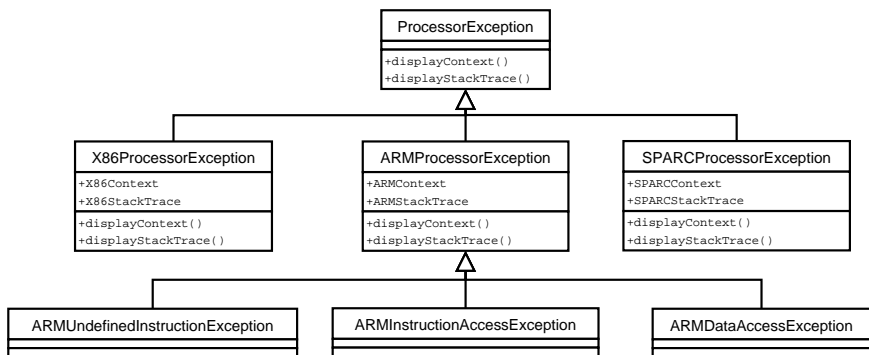 ProcessorException
+displayContext()
+displayStackTrace()
X86ProcessorException
+X86Context
+X86StackTrace
+displayContext()
+displayStackTrace()
ARMProcessorException
+ARMContext
+ARMStackTrace
+displayContext()
+displayStackTrace()
SPARCProcessorException
+SPARCContext
+SPARCStackTrace
+displayContext()
+displayStackTrace()
ARMUndefinedInstructionException
ARMInstructionAccessException
ARMDataAccessException